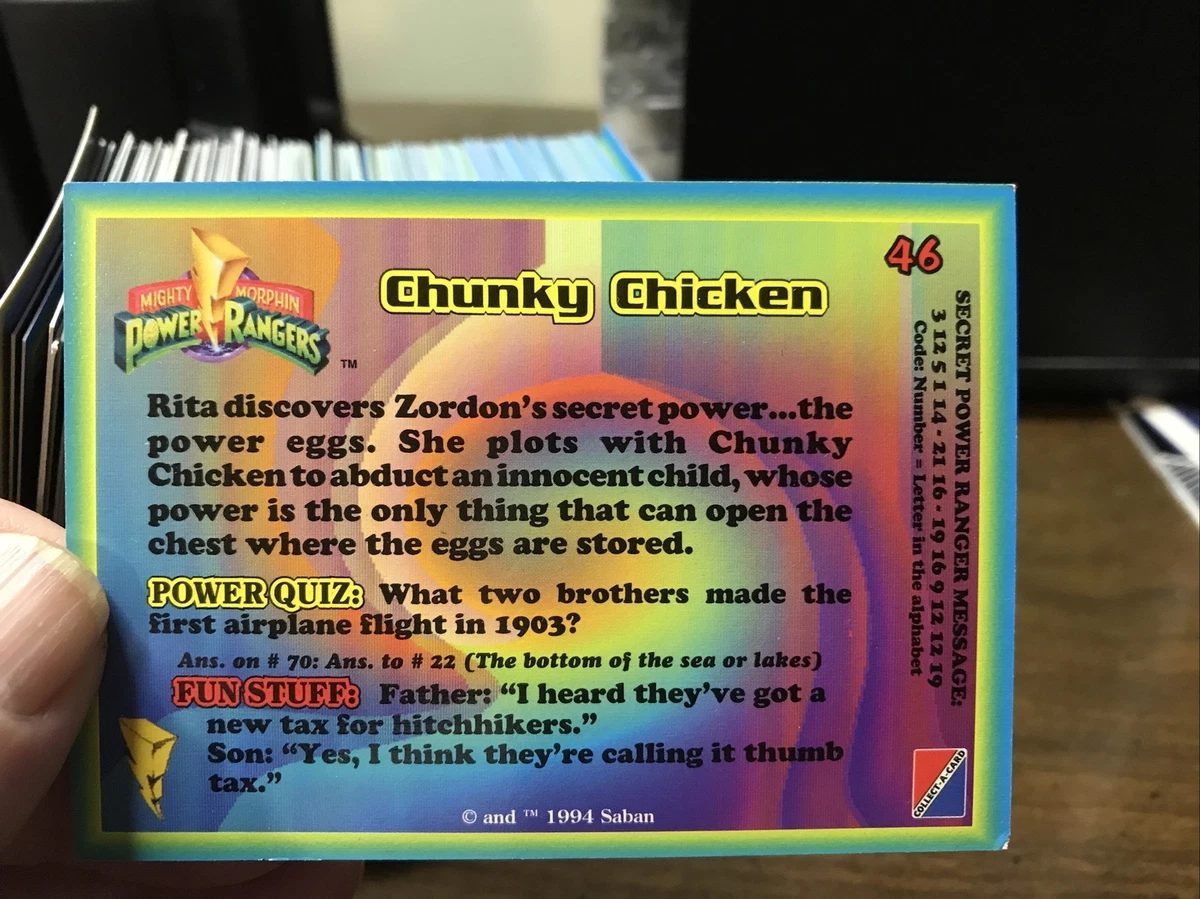 MIGHTY MORPHIN
POWER RANGERS
TM
Chunky Chicken
46
Rita discovers Zordon's secret power...the
power eggs. She plots with Chunky
Chicken to abduct an innocent child, whose
power is the only thing that can open the
chest where the eggs are stored.
POWER QUIZ: What two brothers made the
first airplane flight in 1903?
Ans. on # 70: Ans. to # 22 (The bottom of the sea or lakes)
FUN STUFF: Father: "I heard they've got a
new tax for hitchhikers."
Son: "Yes, I think they're calling it thumb
tax."
© and ™ 1994 Saban
SECRET POWER RANGER MESSAGE:
3 12 5 1 14 - 21 16 - 19 16 9 12 12 19
Code: Number = Letter in the alphabet
COLLECT-A-CARD